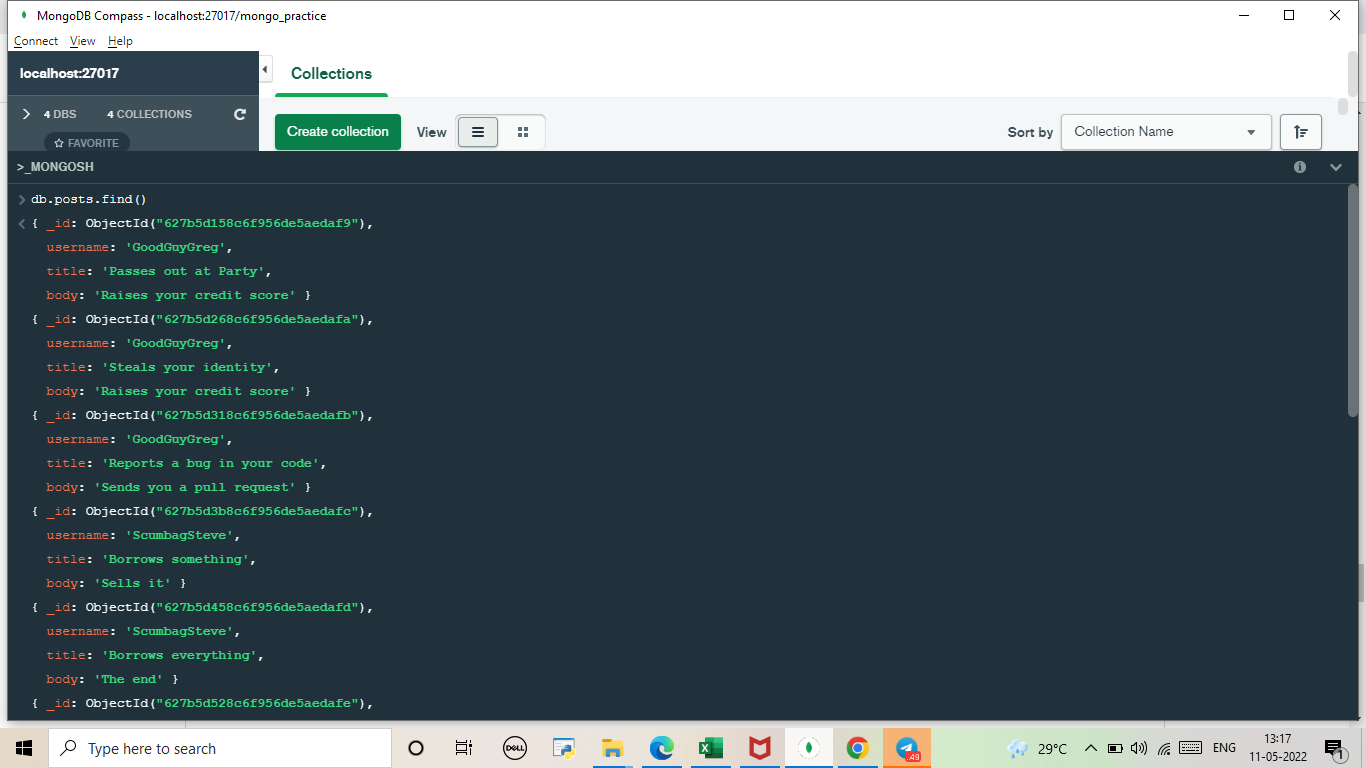 MongoDB Compass - localhost:27017/mongo_practice
Connect View Help
localhost:27017
Collections
4 DBS 4 COLLECTIONS
FAVORITE
Create collection View Sort by Collection Name
>_MONGOSH
db.posts.find()
{ _id: ObjectId("627b5d158c6f956de5aedaf9"),
username: 'GoodGuyGreg',
title: 'Passes out at Party',
body: 'Raises your credit score' }
{ _id: ObjectId("627b5d268c6f956de5aedafa"),
username: 'GoodGuyGreg',
title: 'Steals your identity',
body: 'Raises your credit score' }
{ _id: ObjectId("627b5d318c6f956de5aedafb"),
username: 'GoodGuyGreg',
title: 'Reports a bug in your code',
body: 'Sends you a pull request' }
{ _id: ObjectId("627b5d3b8c6f956de5aedafc"),
username: 'ScumbagSteve',
title: 'Borrows something',
body: 'Sells it' }
{ _id: ObjectId("627b5d458c6f956de5aedafd"),
username: 'ScumbagSteve',
title: 'Borrows everything',
body: 'The end' }
{ _id: ObjectId("627b5d528c6f956de5aedafe"),
Type here to search
DELL
.49
29°C
ENG
13:17
11-05-2022
1